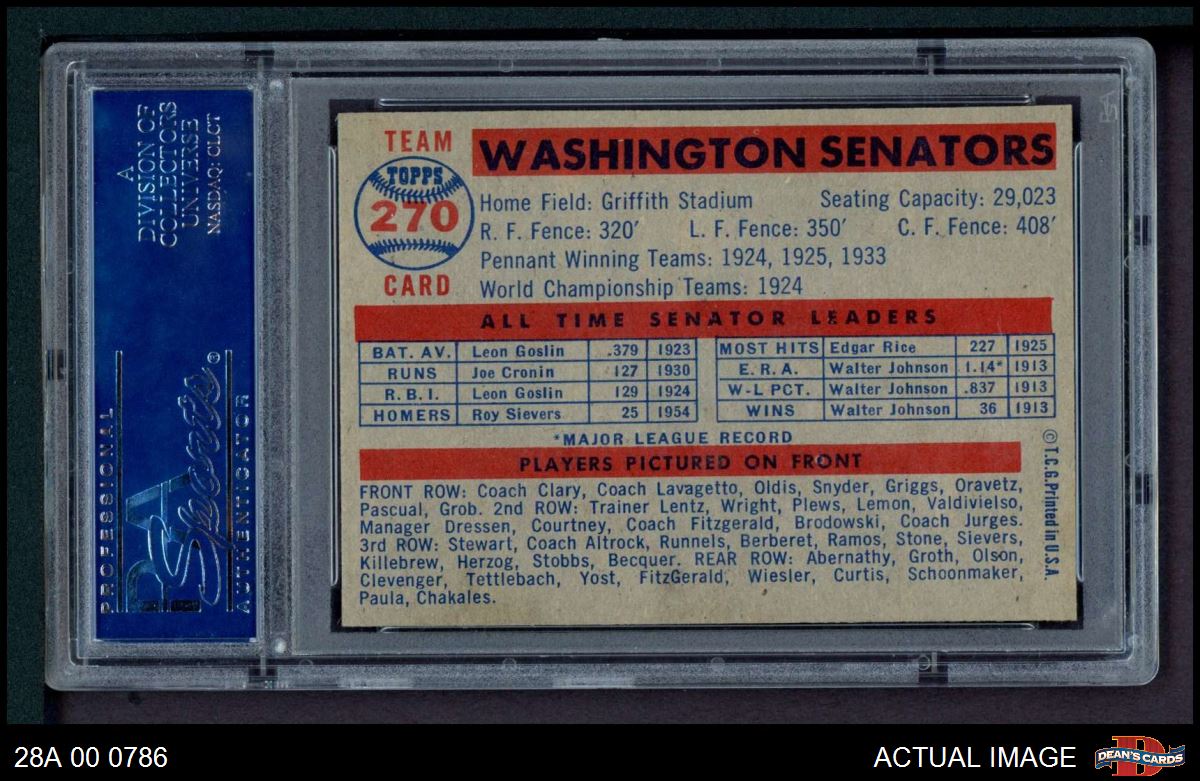 A
DIVISION OF
COLLECTORS
UNIVERSE
NASDAQ: CLCT
PROFESSIONAL
PSA
Sports®
AUTHENTICATOR
TEAM
TOPPS
270
CARD
WASHINGTON SENATORS
Home Field: Griffith Stadium Seating Capacity: 29,023
R. F. Fence: 320′ L. F. Fence: 350′ C. F. Fence: 408′
Pennant Winning Teams: 1924, 1925, 1933
World Championship Teams: 1924
ALL TIME SENATOR LEADERS
BAT. AV. Leon Goslin .379 1923 MOST HITS Edgar Rice 227 1925
RUNS Joe Cronin 127 1930 E. R. A. Walter Johnson 1.14* 1913
R. B. I. Leon Goslin 129 1924 W-L PCT. Walter Johnson .837 1913
HOMERS Roy Sievers 25 1954 WINS Walter Johnson 36 1913
*MAJOR LEAGUE RECORD
PLAYERS PICTURED ON FRONT
FRONT ROW: Coach Clary, Coach Lavagetto, Oldis, Snyder, Griggs, Oravetz,
Pascual, Grob. 2nd ROW: Trainer Lentz, Wright, Plews, Lemon, Valdivielso,
Manager Dressen, Courtney, Coach Fitzgerald, Brodowski, Coach Jurges.
3rd ROW: Stewart, Coach Altrock, Runnels, Berberet, Ramos, Stone, Sievers,
Killebrew, Herzog, Stobbs, Becquer. REAR ROW: Abernathy, Groth, Olson,
Clevenger, Tettlebach, Yost, FitzGerald, Wiesler, Curtis, Schoonmaker,
Paula, Chakales.
©T.C.G. Printed in U.S.A.
28A 00 0786
ACTUAL IMAGE
D
DEAN'S CARDS